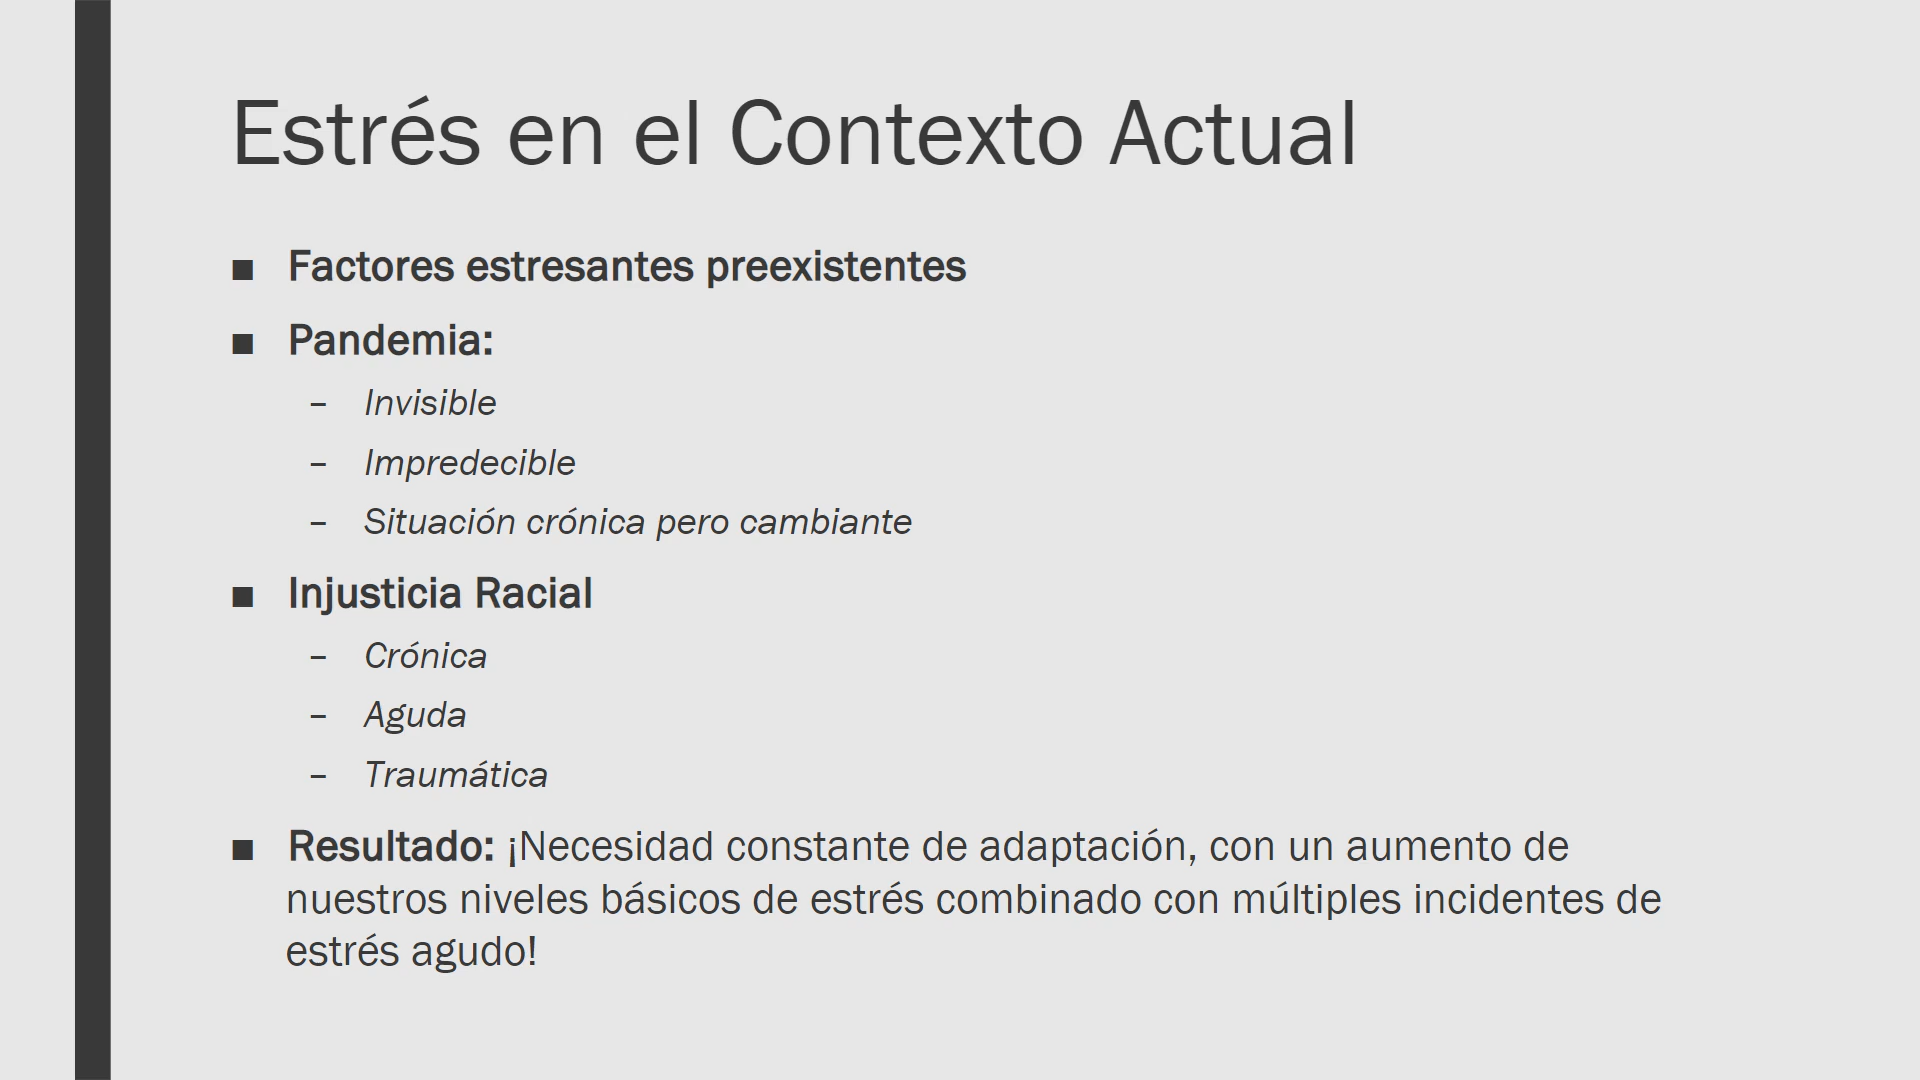 Estrés en el Contexto Actual
■ Factores estresantes preexistentes
■ Pandemia:
– Invisible
– Impredecible
– Situación crónica pero cambiante
■ Injusticia Racial
– Crónica
– Aguda
– Traumática
■ Resultado: ¡Necesidad constante de adaptación, con un aumento de
nuestros niveles básicos de estrés combinado con múltiples incidentes de
estrés agudo!